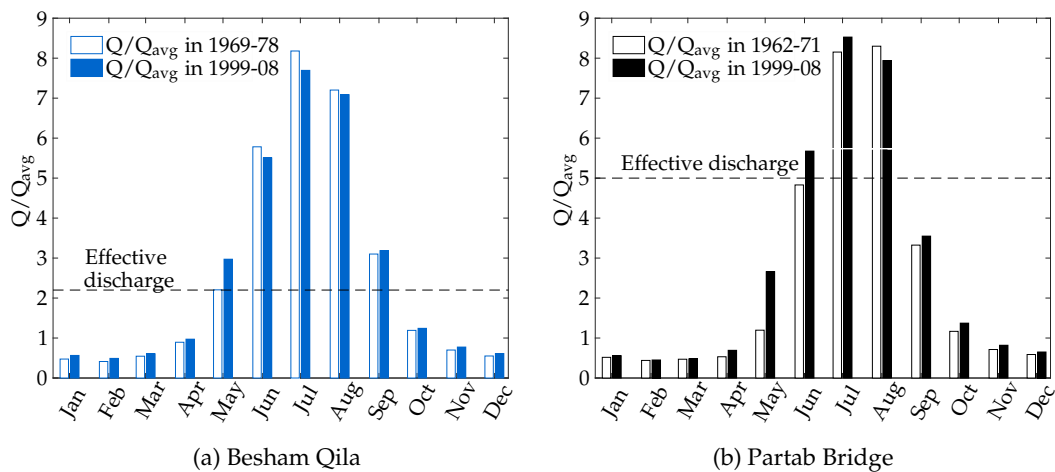 9
8
7
6
5
4
3
2
1
0
Q/Qavg
Q/Qavg in 1969-78
Q/Qavg in 1999-08
Effective
discharge
Jan Feb Mar Apr May Jun Jul Aug Sep Oct Nov Dec
(a) Besham Qila
9
8
7
6
5
4
3
2
1
0
Q/Qavg
Q/Qavg in 1962-71
Q/Qavg in 1999-08
Effective discharge
Jan Feb Mar Apr May Jun Jul Aug Sep Oct Nov Dec
(b) Partab Bridge